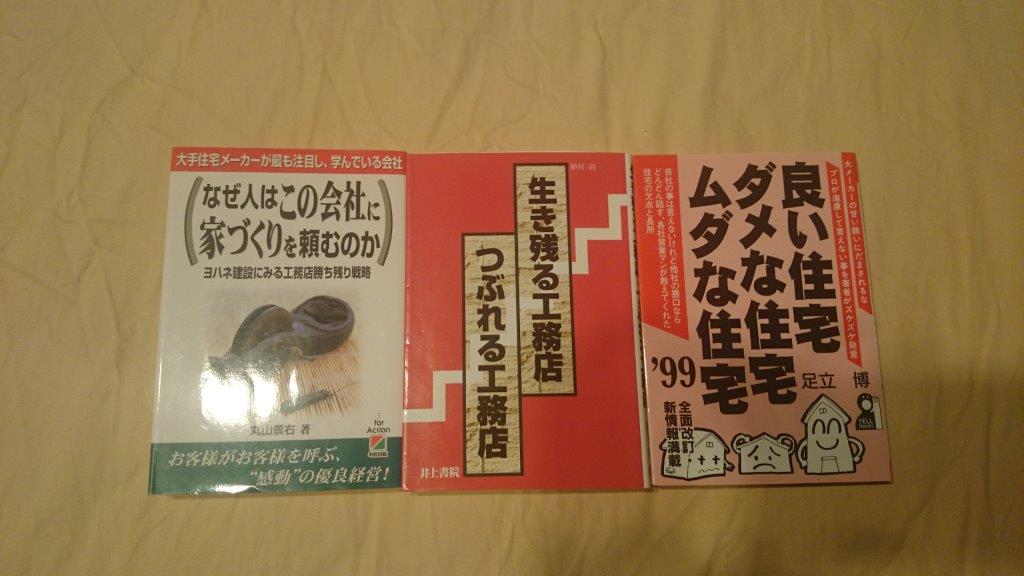 大手住宅メーカーが最も注目し、学んでいる会社
なぜ人はこの会社に
家づくりを頼むのか
ヨハネ建設にみる工務店勝ち残り戦略
丸山景右 著
for
Action
お客様がお客様を呼ぶ、
“感動”の優良経営!
植村 尚
生き残る工務店
つぶれる工務店
井上書院
大メーカーの甘い誘いにだまされるな
プロが遠慮して言えない事を著者がズケズケ発言
良い住宅
ダメな住宅
ムダな住宅
'99
自社の事は言えないけれど他社の悪口なら
どんどん話す、各社営業マンが教えてくれた
住宅の欠点と長所
足立 博
全面改訂
新情報満載
YELL